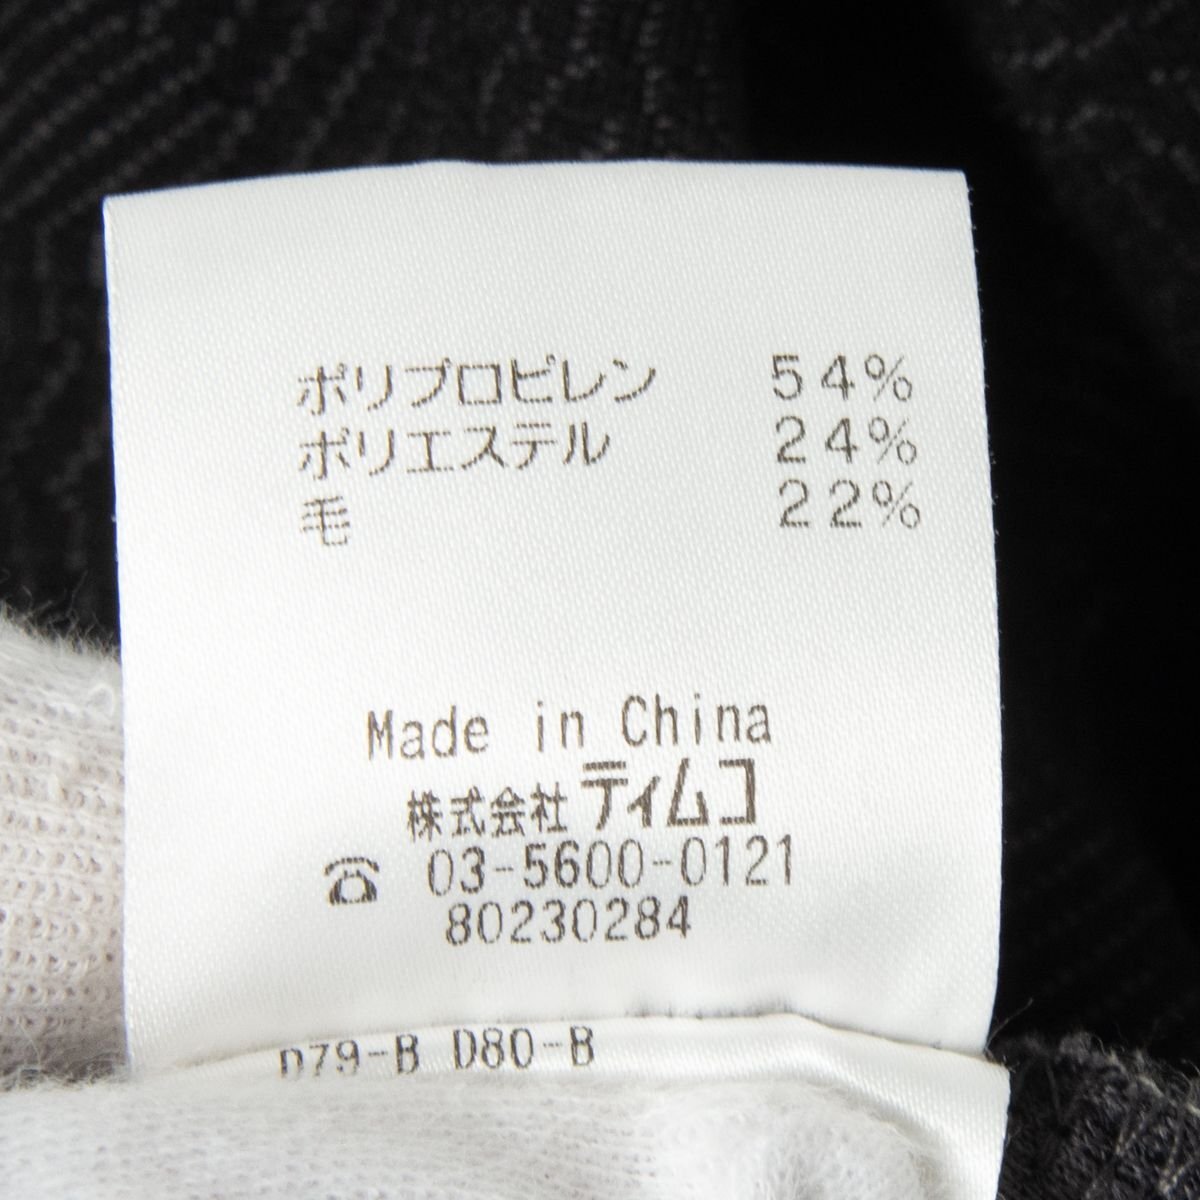 ポリプロピレン 54%
ポリエステル 24%
毛 22%
Made in China
株式会社ティムコ
☎ 03-5600-0121
80230284
D79-B D80-B